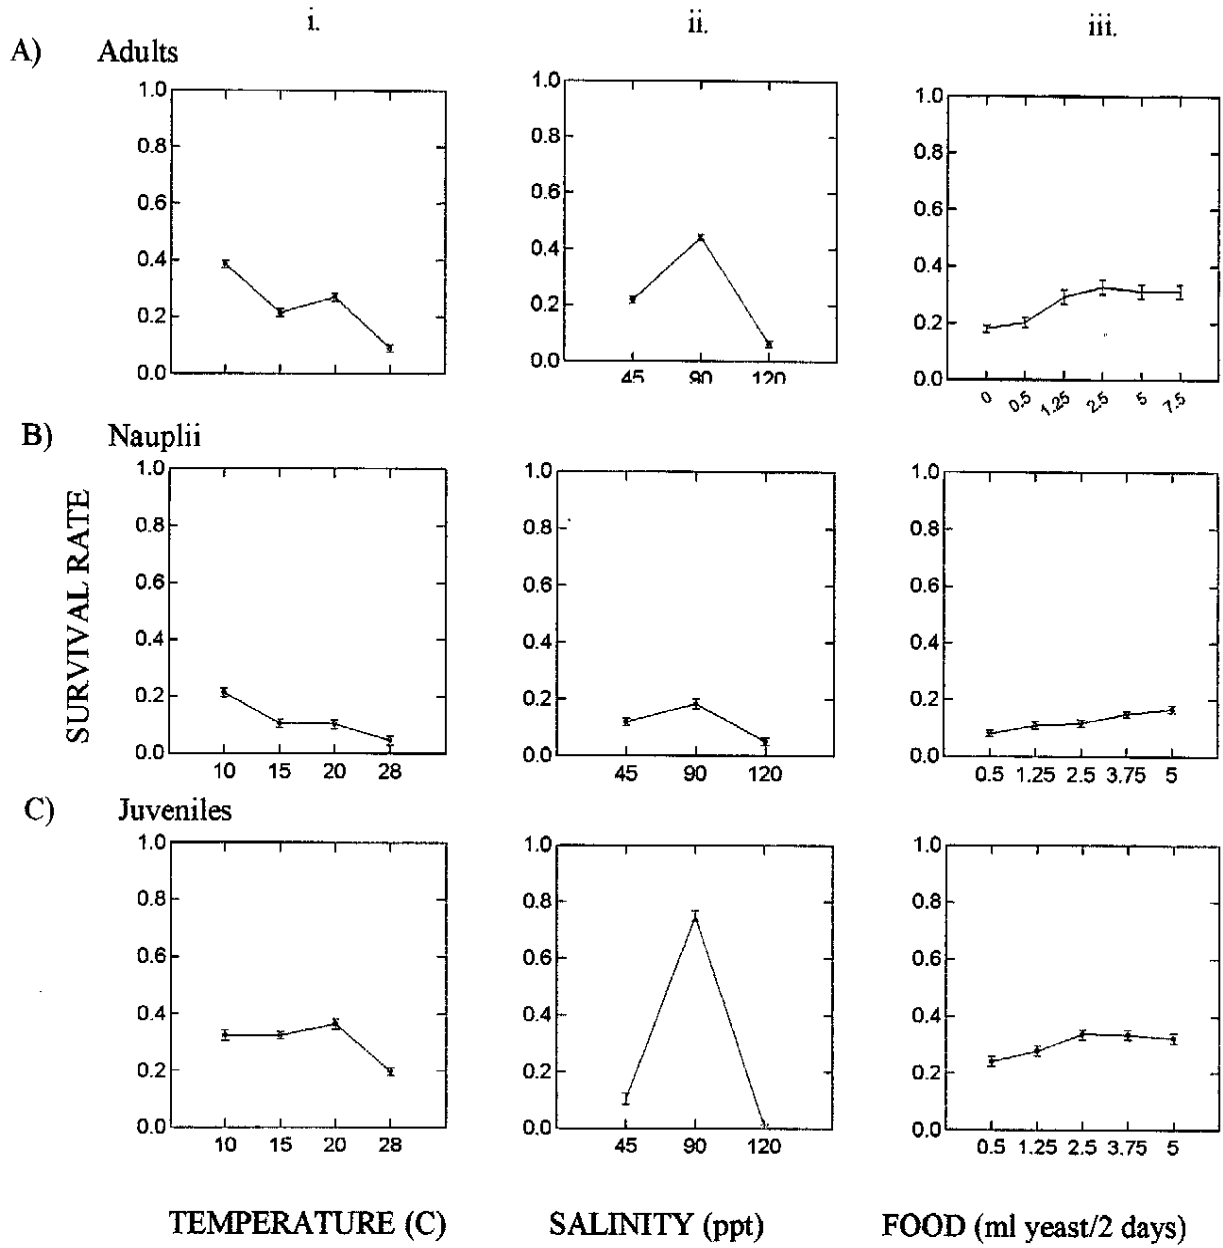 i. ii. iii.
A) Adults
1.0 1.0 1.0
0.8 0.8 0.8
0.6 0.6 0.6
0.4 0.4 0.4
0.2 0.2 0.2
0.0 0.0 0.0
45 90 120 0 0.5 1.25 2.5 5 7.5
B) Nauplii
SURVIVAL RATE
1.0 1.0 1.0
0.8 0.8 0.8
0.6 0.6 0.6
0.4 0.4 0.4
0.2 0.2 0.2
0.0 0.0 0.0
10 15 20 28 45 90 120 0.5 1.25 2.5 3.75 5
C) Juveniles
1.0 1.0 1.0
0.8 0.8 0.8
0.6 0.6 0.6
0.4 0.4 0.4
0.2 0.2 0.2
0.0 0.0 0.0
10 15 20 28 45 90 120 0.5 1.25 2.5 3.75 5
TEMPERATURE (C) SALINITY (ppt) FOOD (ml yeast/2 days)